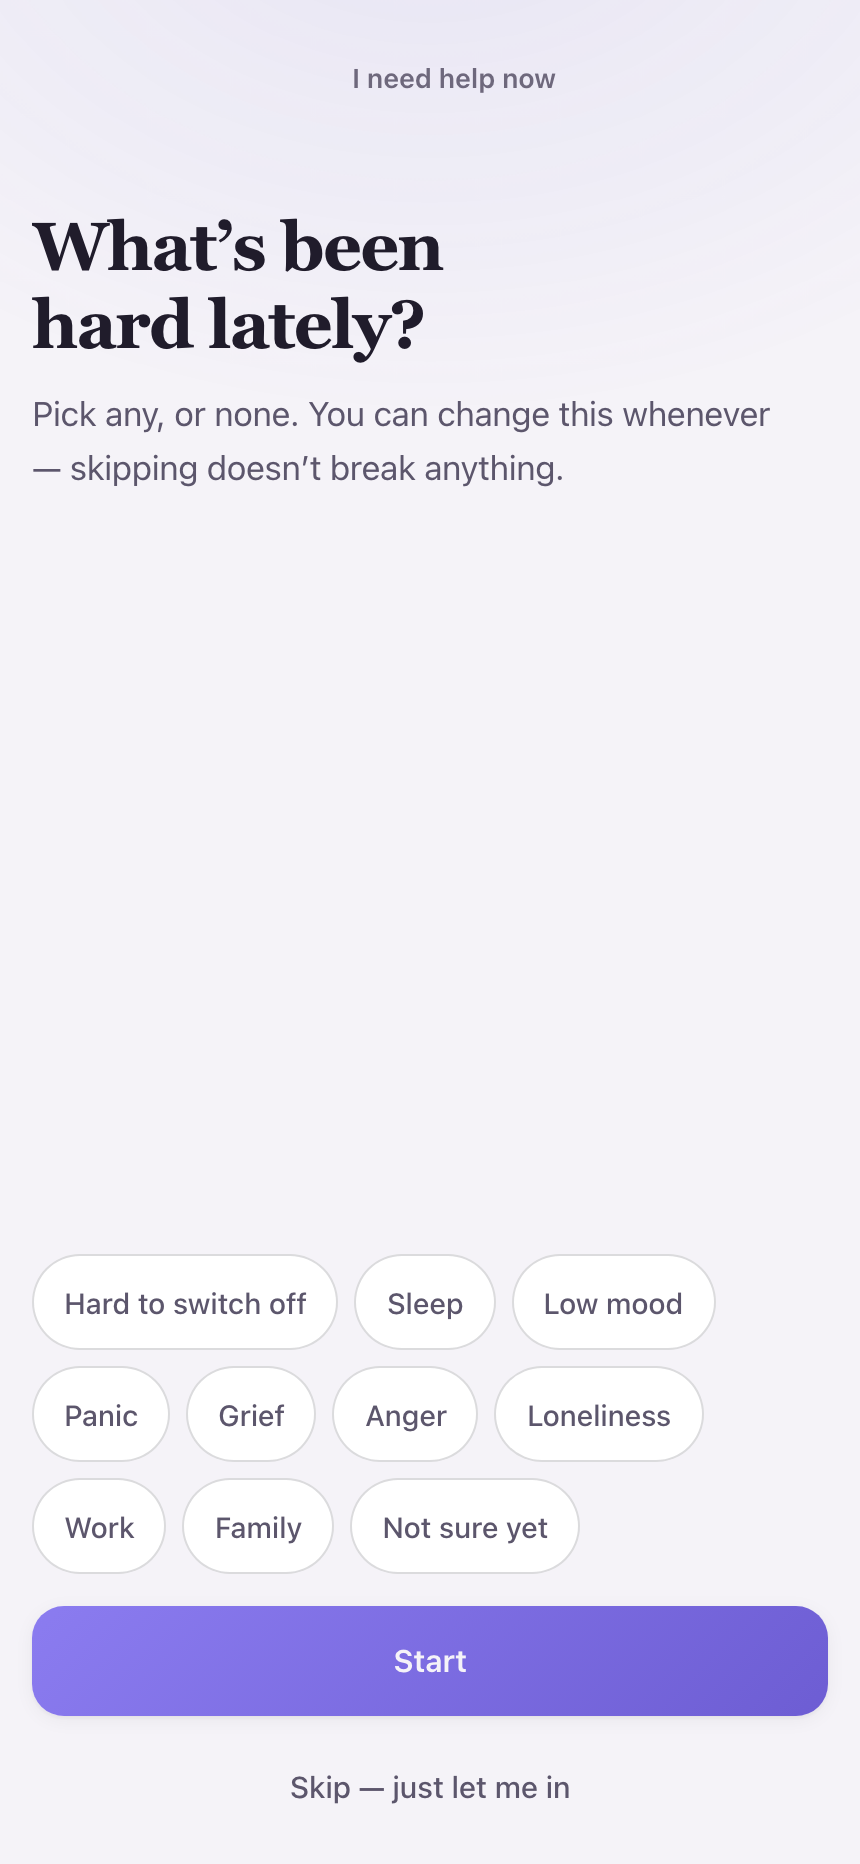 I need help now
What’s been
hard lately?
Pick any, or none. You can change this whenever
— skipping doesn’t break anything.
Hard to switch off
Sleep
Low mood
Panic
Grief
Anger
Loneliness
Work
Family
Not sure yet
Start
Skip — just let me in